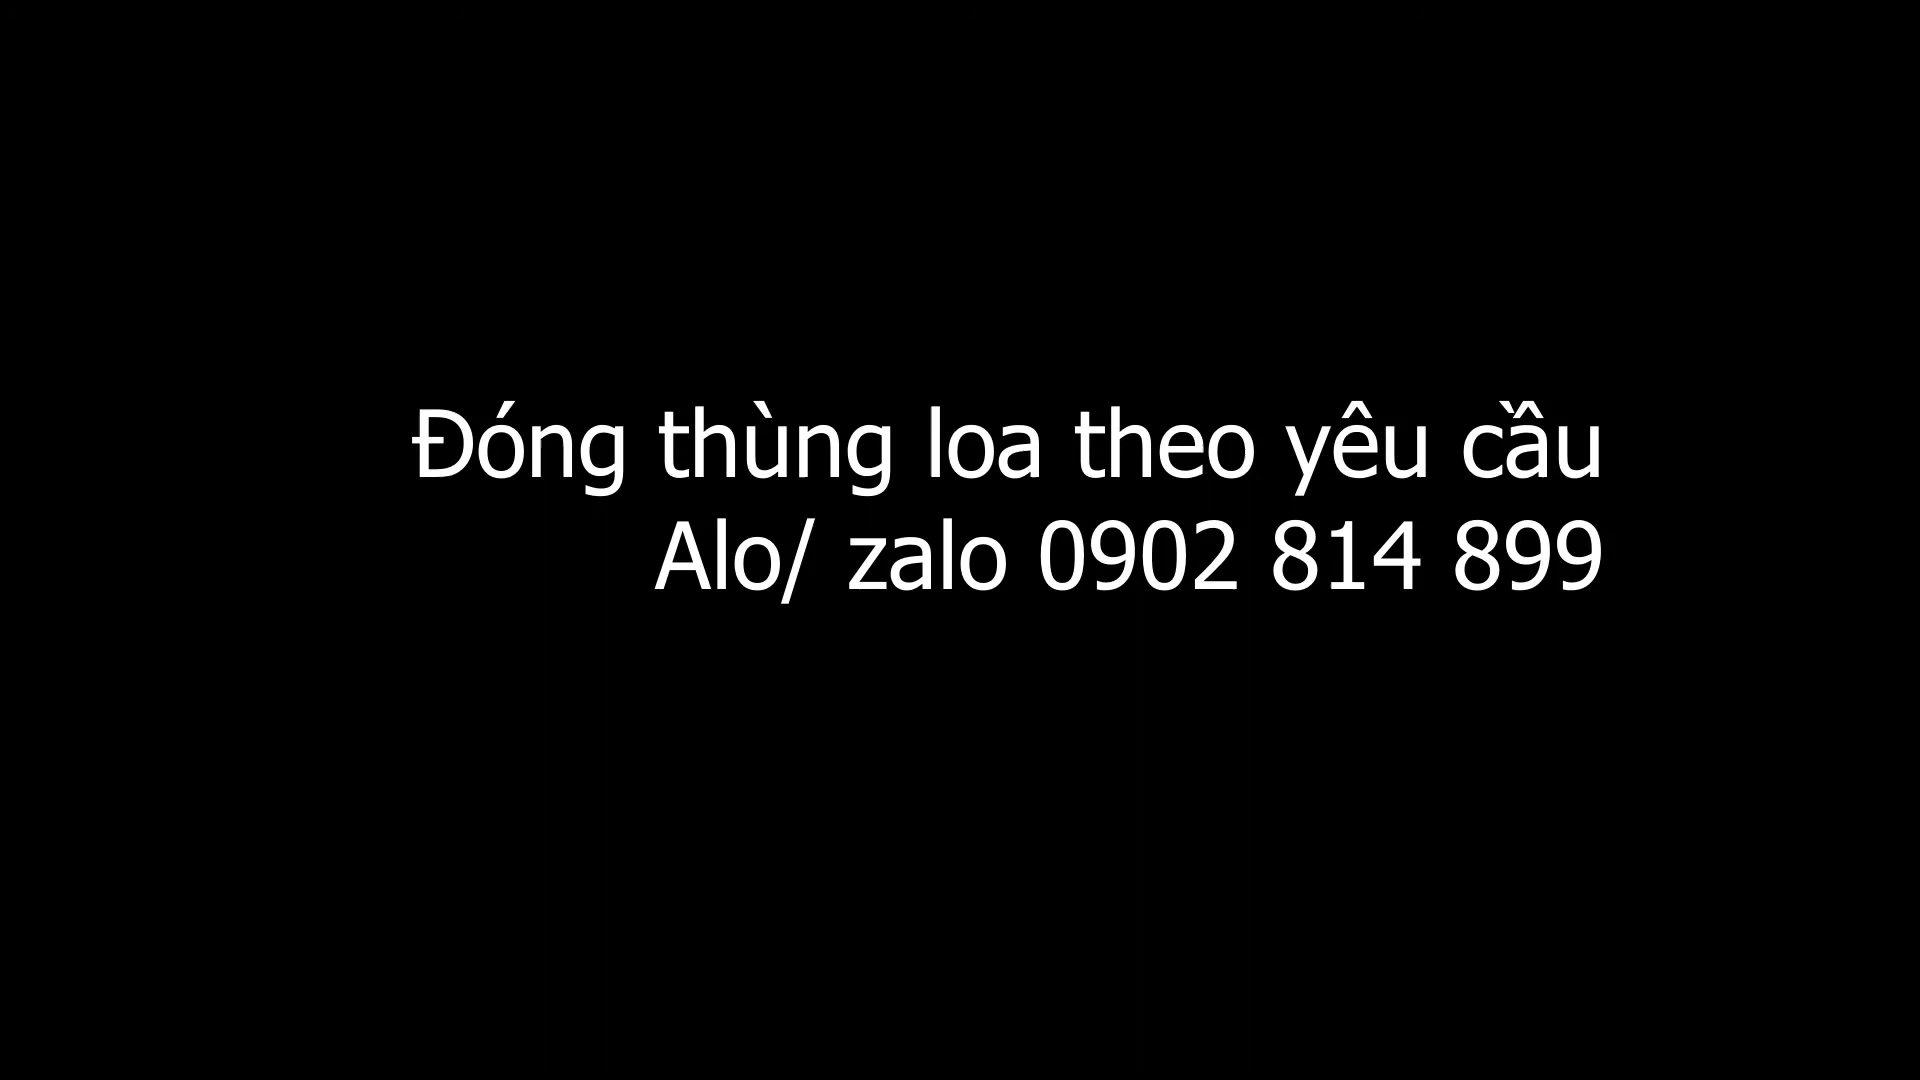 Đóng thùng loa theo yêu cầu
Alo/ zalo 0902 814 899